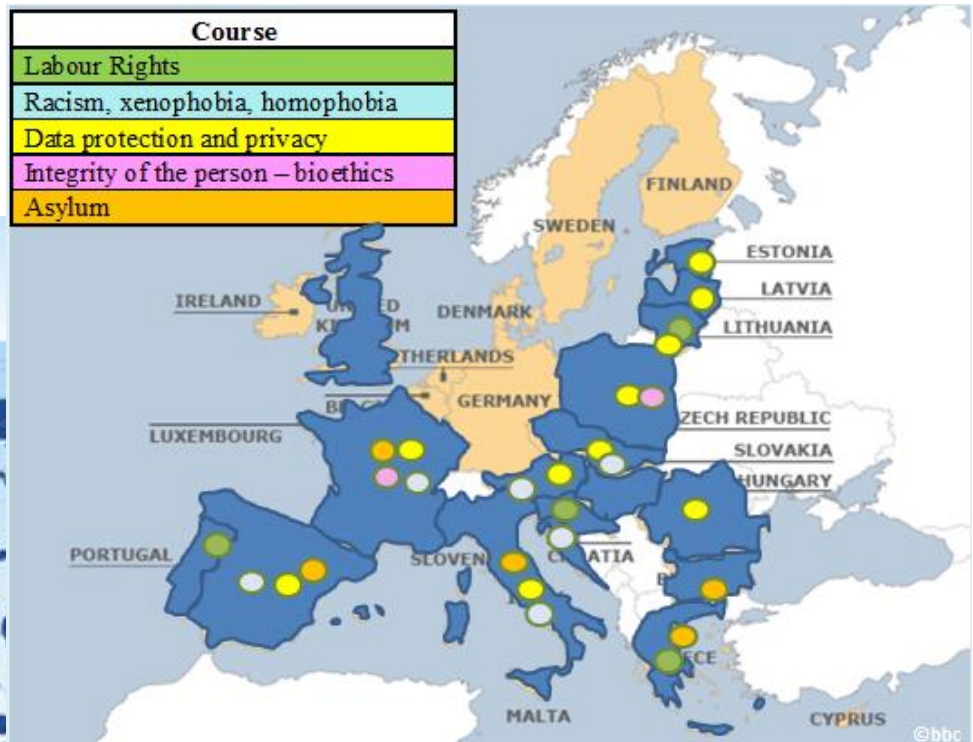 Course
Labour Rights
Racism, xenophobia, homophobia
Data protection and privacy
Integrity of the person – bioethics
Asylum
FINLAND
SWEDEN
ESTONIA
IRELAND
LATVIA
DENMARK
LITHUANIA
GERMANY
CZECH REPUBLIC
LUXEMBOURG
SLOVAKIA
HUNGARY
PORTUGAL
SLOVEN
CROATIA
MALTA
CYPRUS
©bbc